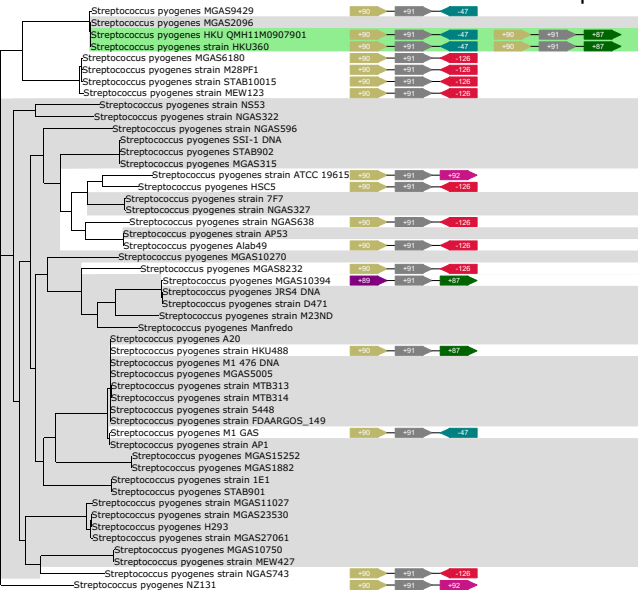 Streptococcus pyogenes MGAS9429 +90 +91 -47
Streptococcus pyogenes MGAS2096
Streptococcus pyogenes HKU QMH11M0907901 +90 +91 -47 +90 +91 +87
Streptococcus pyogenes strain HKU360 +90 +91 -47 +90 +91 +87
Streptococcus pyogenes MGAS6180 +90 +91 -126
Streptococcus pyogenes strain M28PF1 +90 +91 -126
Streptococcus pyogenes STAB10015 +90 +91 -126
Streptococcus pyogenes MEW123 +90 +91 -126
Streptococcus pyogenes strain NS53
Streptococcus pyogenes strain NGAS322
Streptococcus pyogenes strain NGAS596
Streptococcus pyogenes SSI-1 DNA
Streptococcus pyogenes STAB902
Streptococcus pyogenes MGAS315
Streptococcus pyogenes strain ATCC 19615 +90 +91 +92
Streptococcus pyogenes HSC5 +90 +91 -126
Streptococcus pyogenes strain 7F7
Streptococcus pyogenes strain NGAS327
Streptococcus pyogenes strain NGAS638 +90 +91 -126
Streptococcus pyogenes strain AP53
Streptococcus pyogenes Alab49 +90 +91 -126
Streptococcus pyogenes MGAS10270
Streptococcus pyogenes MGAS8232 +90 +91 -126
Streptococcus pyogenes MGAS10394 +89 +91 +87
Streptococcus pyogenes JRS4 DNA
Streptococcus pyogenes strain D471
Streptococcus pyogenes strain M23ND
Streptococcus pyogenes Manfredo
Streptococcus pyogenes A20
Streptococcus pyogenes strain HKU488 +90 +91 +87
Streptococcus pyogenes M1 476 DNA
Streptococcus pyogenes MGAS5005
Streptococcus pyogenes strain MTB313
Streptococcus pyogenes strain MTB314
Streptococcus pyogenes strain 5448
Streptococcus pyogenes strain FDAARGOS_149
Streptococcus pyogenes M1 GAS +90 +91 -47
Streptococcus pyogenes strain AP1
Streptococcus pyogenes MGAS15252
Streptococcus pyogenes MGAS1882
Streptococcus pyogenes strain 1E1
Streptococcus pyogenes STAB901
Streptococcus pyogenes strain MGAS11027
Streptococcus pyogenes strain MGAS23530
Streptococcus pyogenes H293
Streptococcus pyogenes strain MGAS27061
Streptococcus pyogenes MGAS10750
Streptococcus pyogenes strain MEW427
Streptococcus pyogenes strain NGAS743 +90 +91 -126
Streptococcus pyogenes NZ131 +90 +91 +92